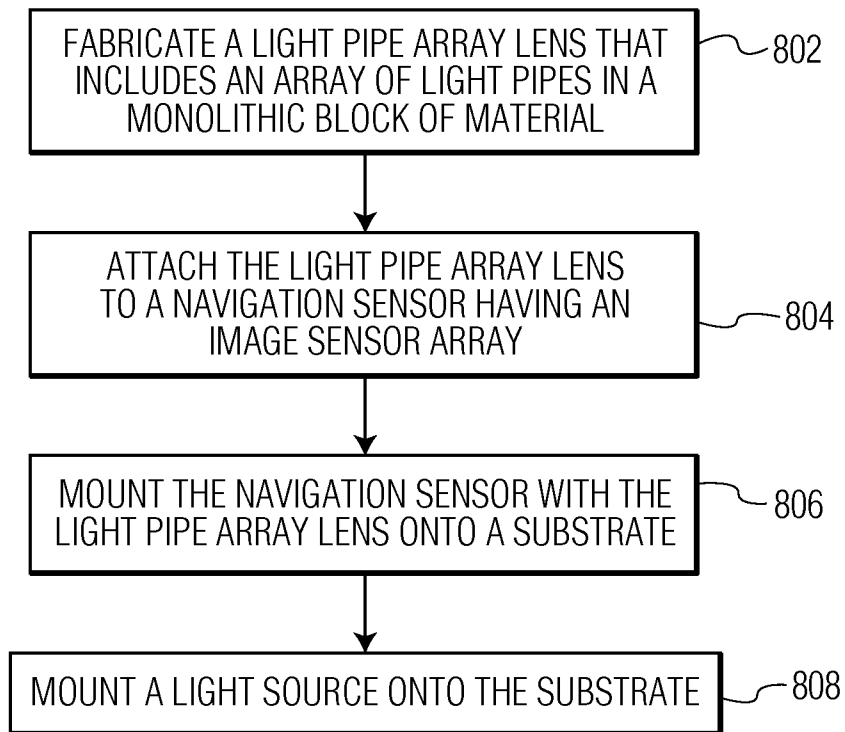 FABRICATE A LIGHT PIPE ARRAY LENS THAT
INCLUDES AN ARRAY OF LIGHT PIPES IN A
MONOLITHIC BLOCK OF MATERIAL
802
ATTACH THE LIGHT PIPE ARRAY LENS
TO A NAVIGATION SENSOR HAVING AN
IMAGE SENSOR ARRAY
804
MOUNT THE NAVIGATION SENSOR WITH THE
LIGHT PIPE ARRAY LENS ONTO A SUBSTRATE
806
MOUNT A LIGHT SOURCE ONTO THE SUBSTRATE
808